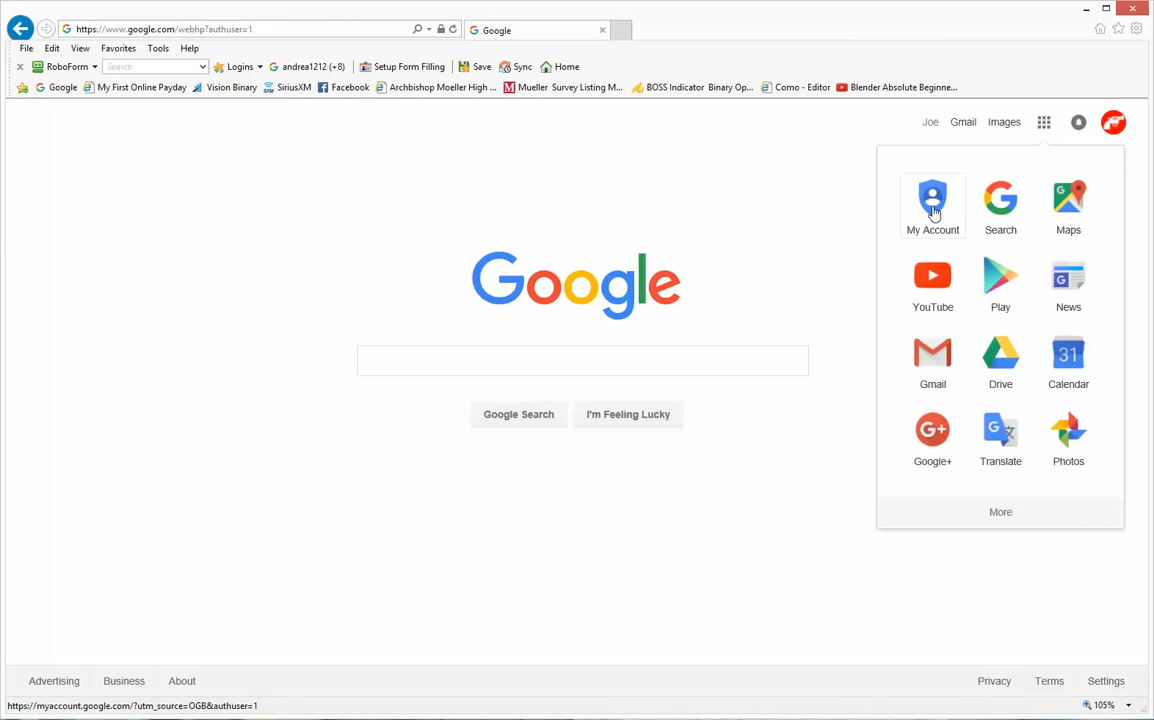 https://www.google.com/webhp?authuser=1
Google
File Edit View Favorites Tools Help
RoboForm Search Logins andrea1212 (+8) Setup Form Filling Save Sync Home
Google My First Online Payday Vision Binary SiriusXM Facebook Archbishop Moeller High ... Mueller Survey Listing M... BOSS Indicator Binary Op... Como - Editor Blender Absolute Beginne...
Joe Gmail Images
My Account Search Maps
YouTube Play News
Google
31
Gmail Drive Calendar
Google Search I'm Feeling Lucky
G+
Google+ Translate Photos
More
Advertising Business About Privacy Terms Settings
https://myaccount.google.com/?utm_source=OGB&authuser=1 105%